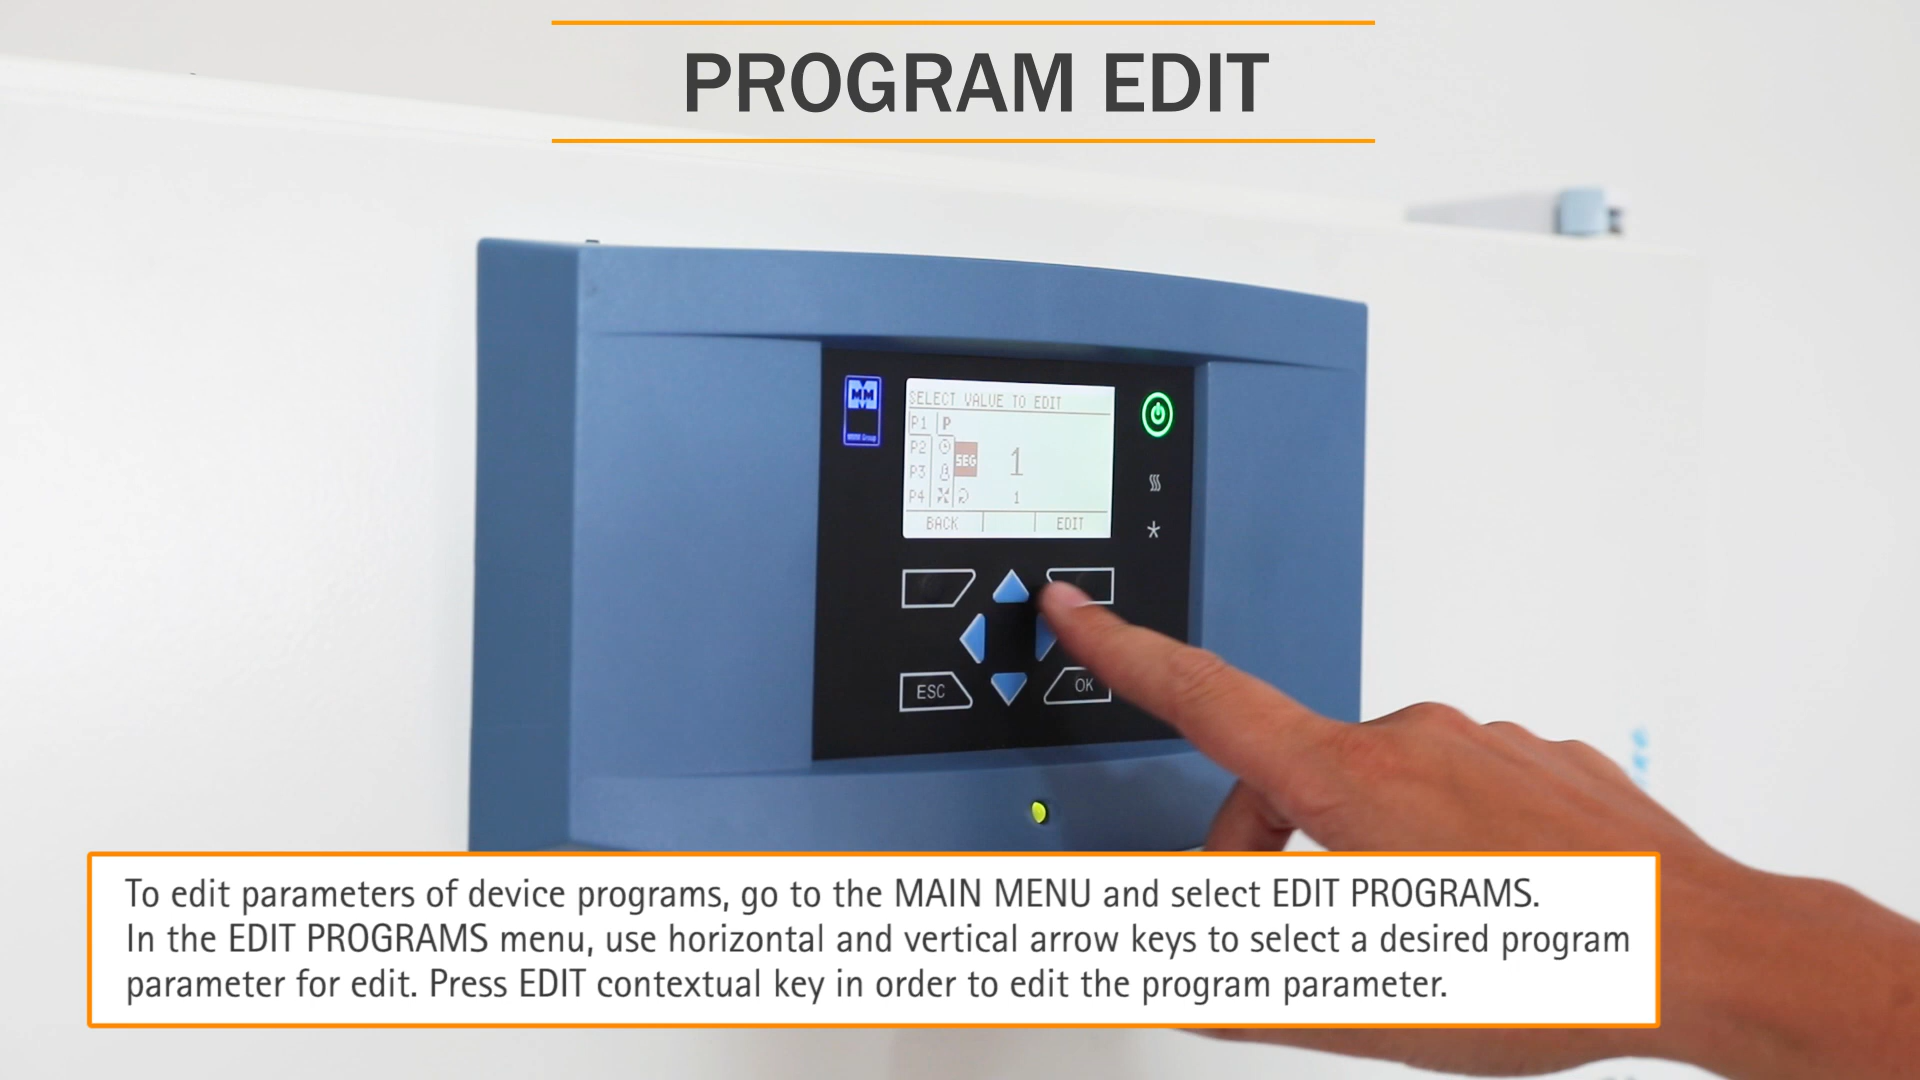 PROGRAM EDIT
MM
SELECT VALUE TO EDIT
P1 P
P2
SEG 1
P3
P4 1
BACK EDIT
ESC OK
To edit parameters of device programs, go to the MAIN MENU and select EDIT PROGRAMS.
In the EDIT PROGRAMS menu, use horizontal and vertical arrow keys to select a desired program
parameter for edit. Press EDIT contextual key in order to edit the program parameter.